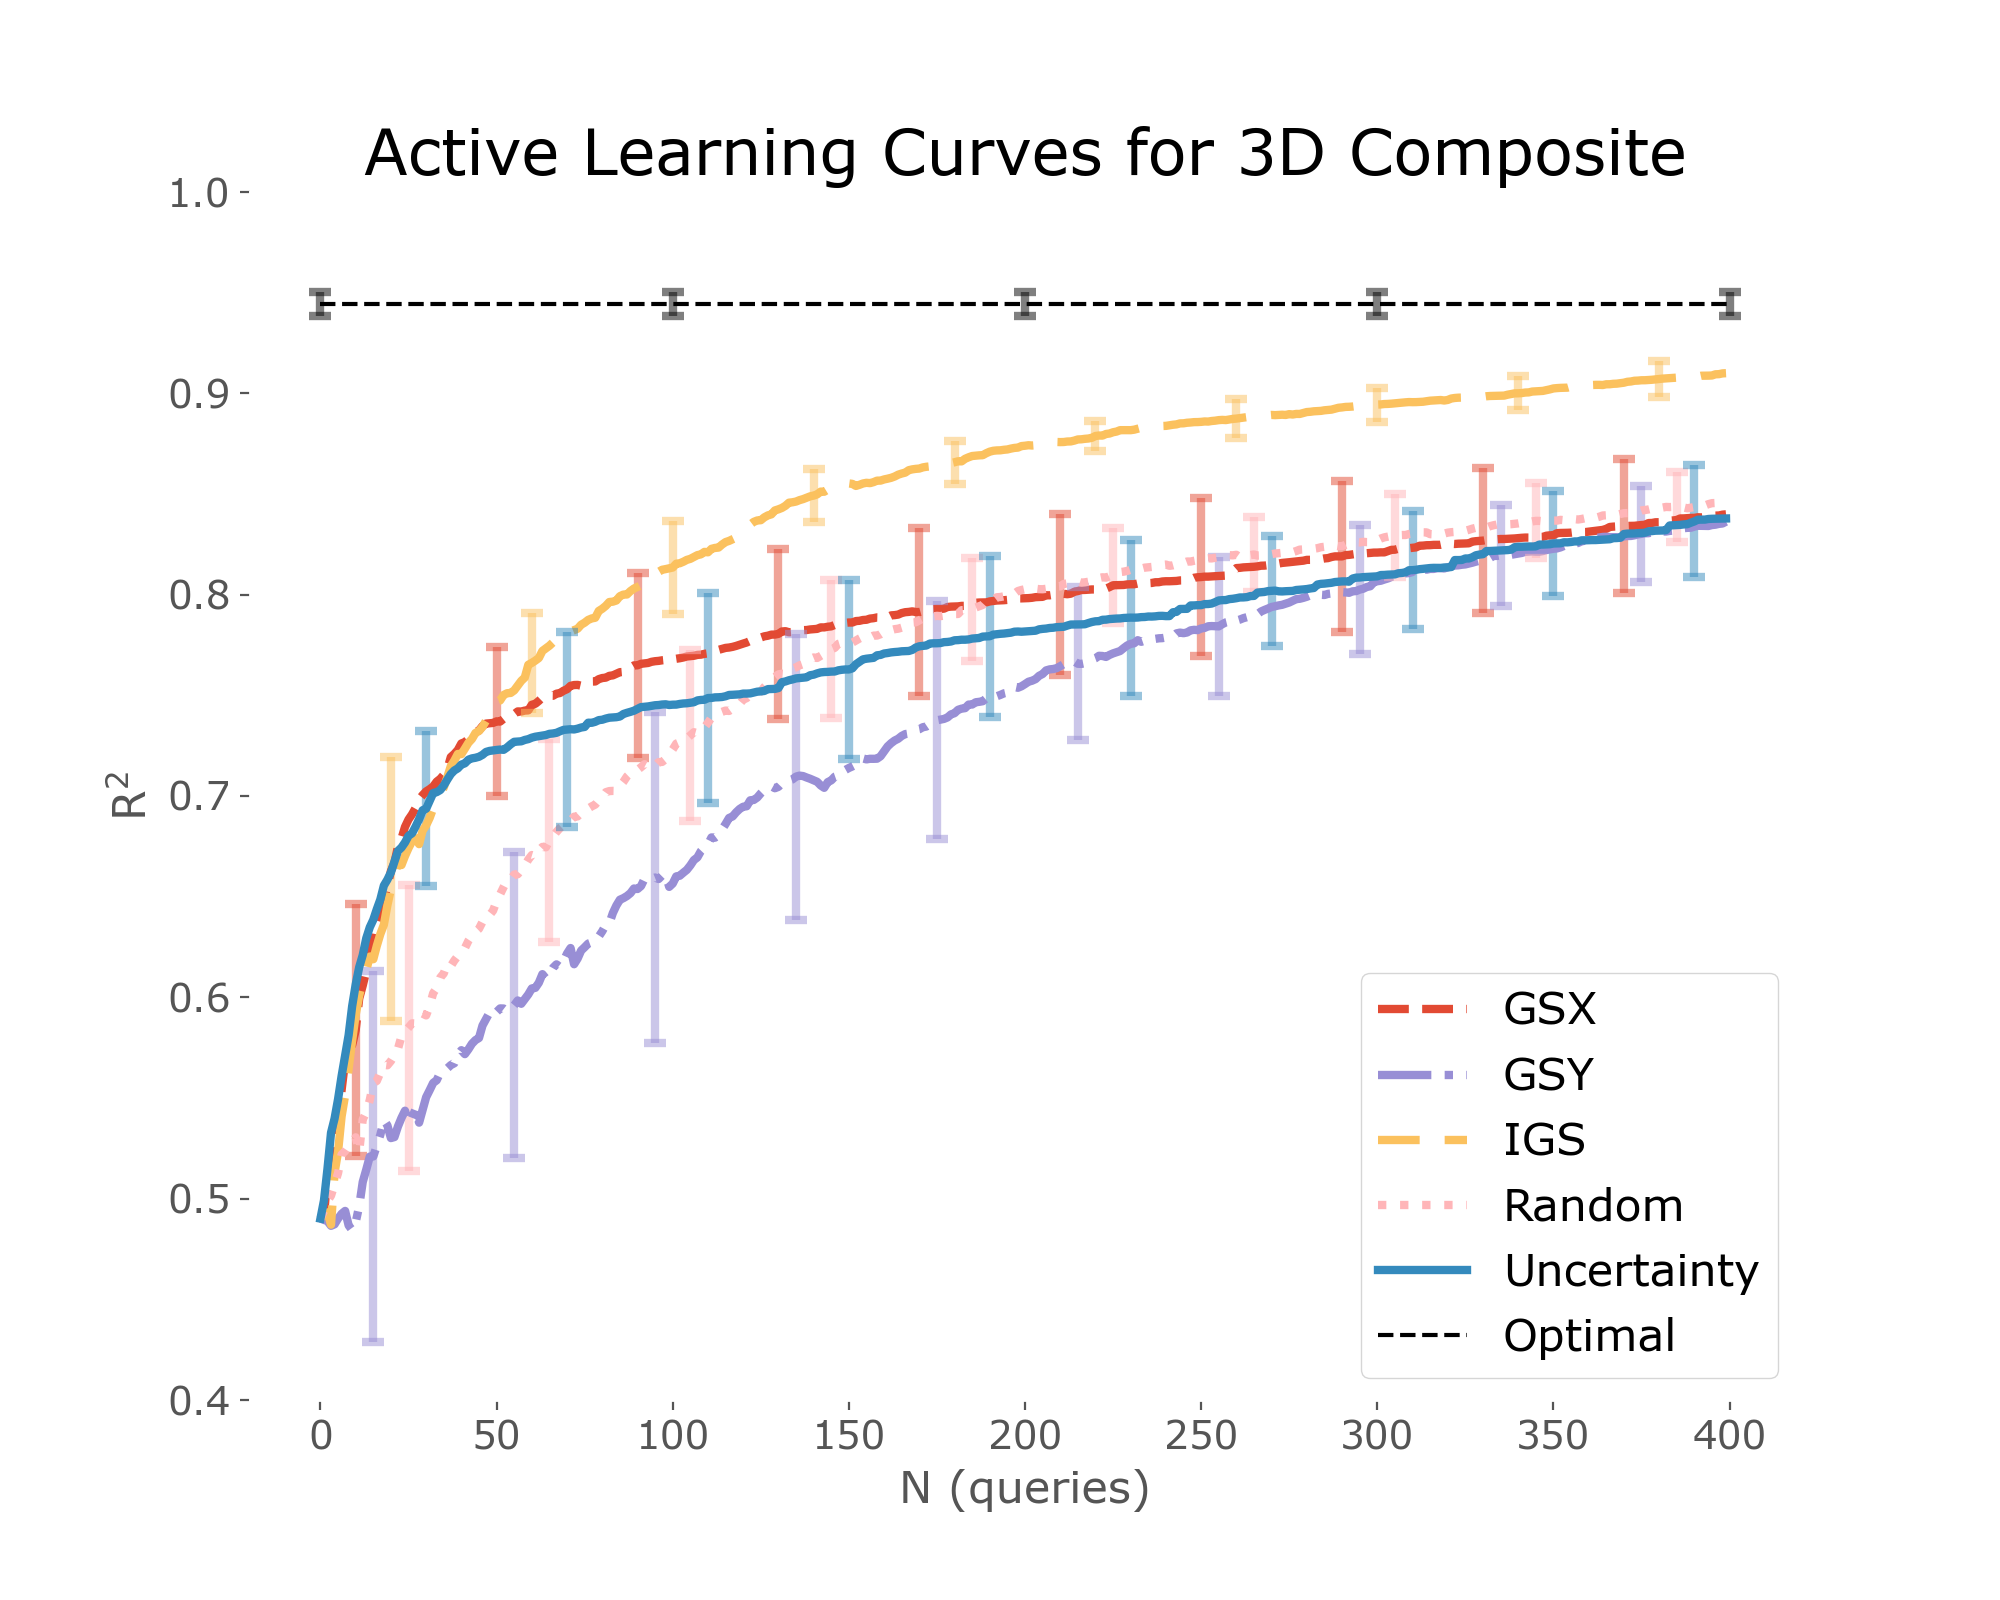 Active Learning Curves for 3D Composite
1.0
0.9
0.8
0.7
0.6
0.5
0.4
R²
0 50 100 150 200 250 300 350 400
N (queries)
GSX
GSY
IGS
Random
Uncertainty
Optimal